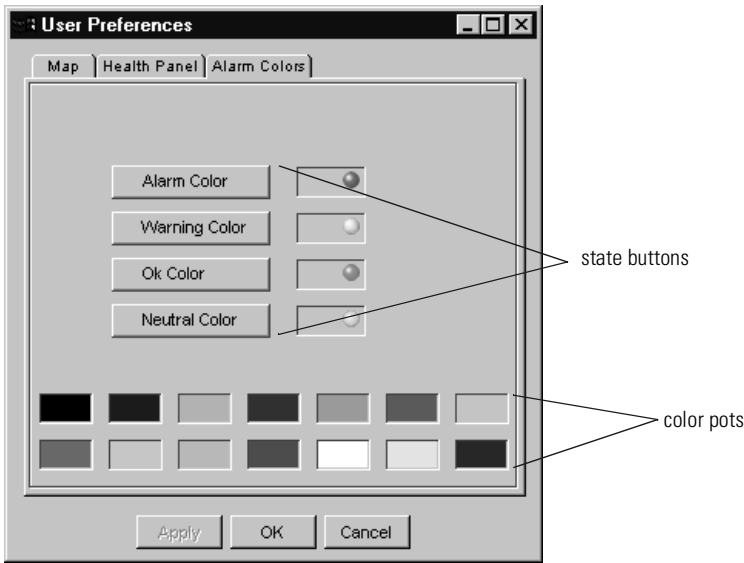 User Preferences
Map
Health Panel
Alarm Colors
Alarm Color
Warning Color
state buttons
Ok Color
Neutral Color
color pots
Apply
OK
Cancel